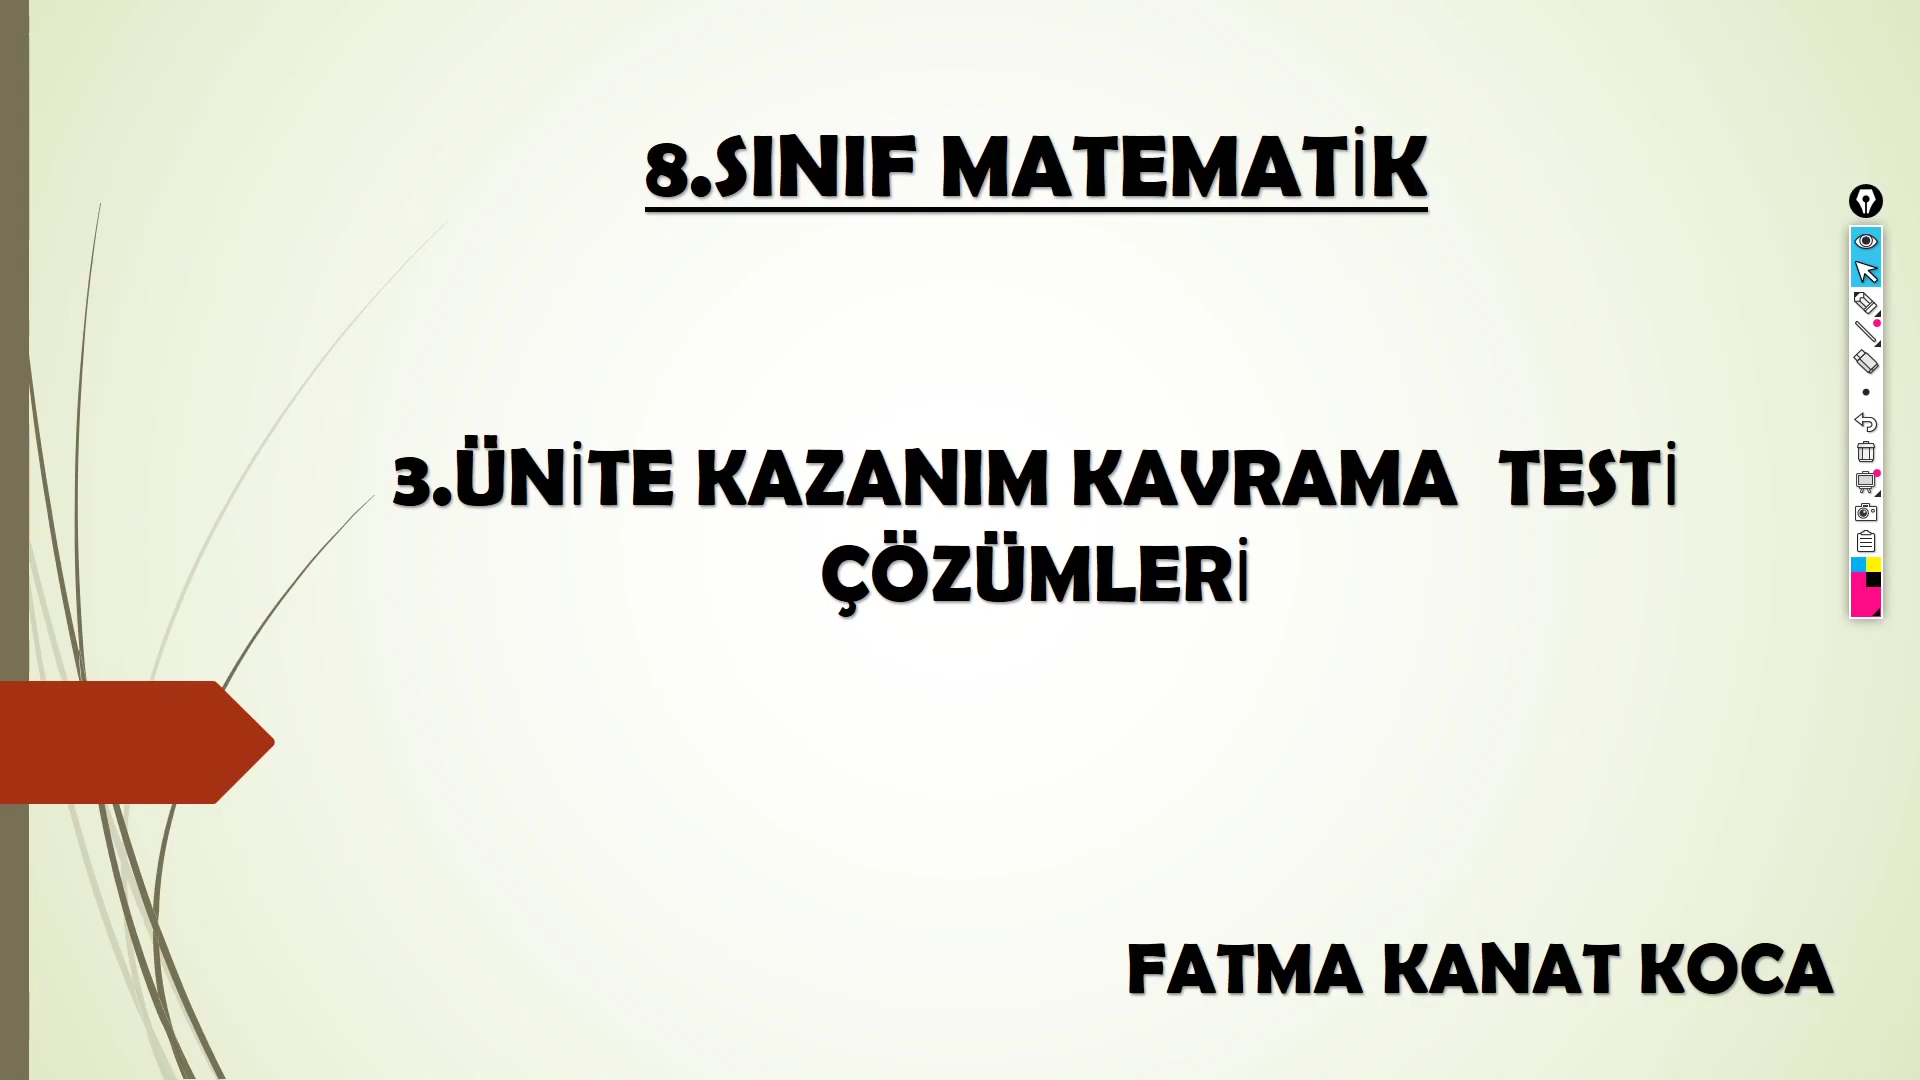 8.SINIF MATEMATİK
3.ÜNİTE KAZANIM KAVRAMA TESTİ
ÇÖZÜMLERİ
FATMA KANAT KOCA